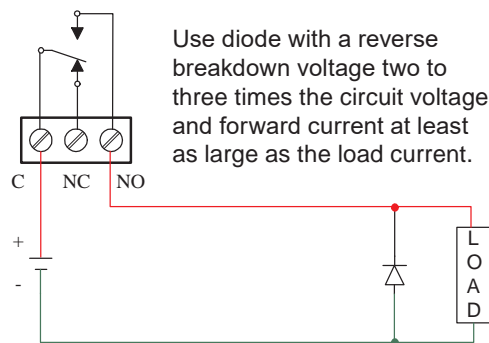 Use diode with a reverse
breakdown voltage two to
three times the circuit voltage
and forward current at least
as large as the load current.
C NC NO
+
-
L
O
A
D